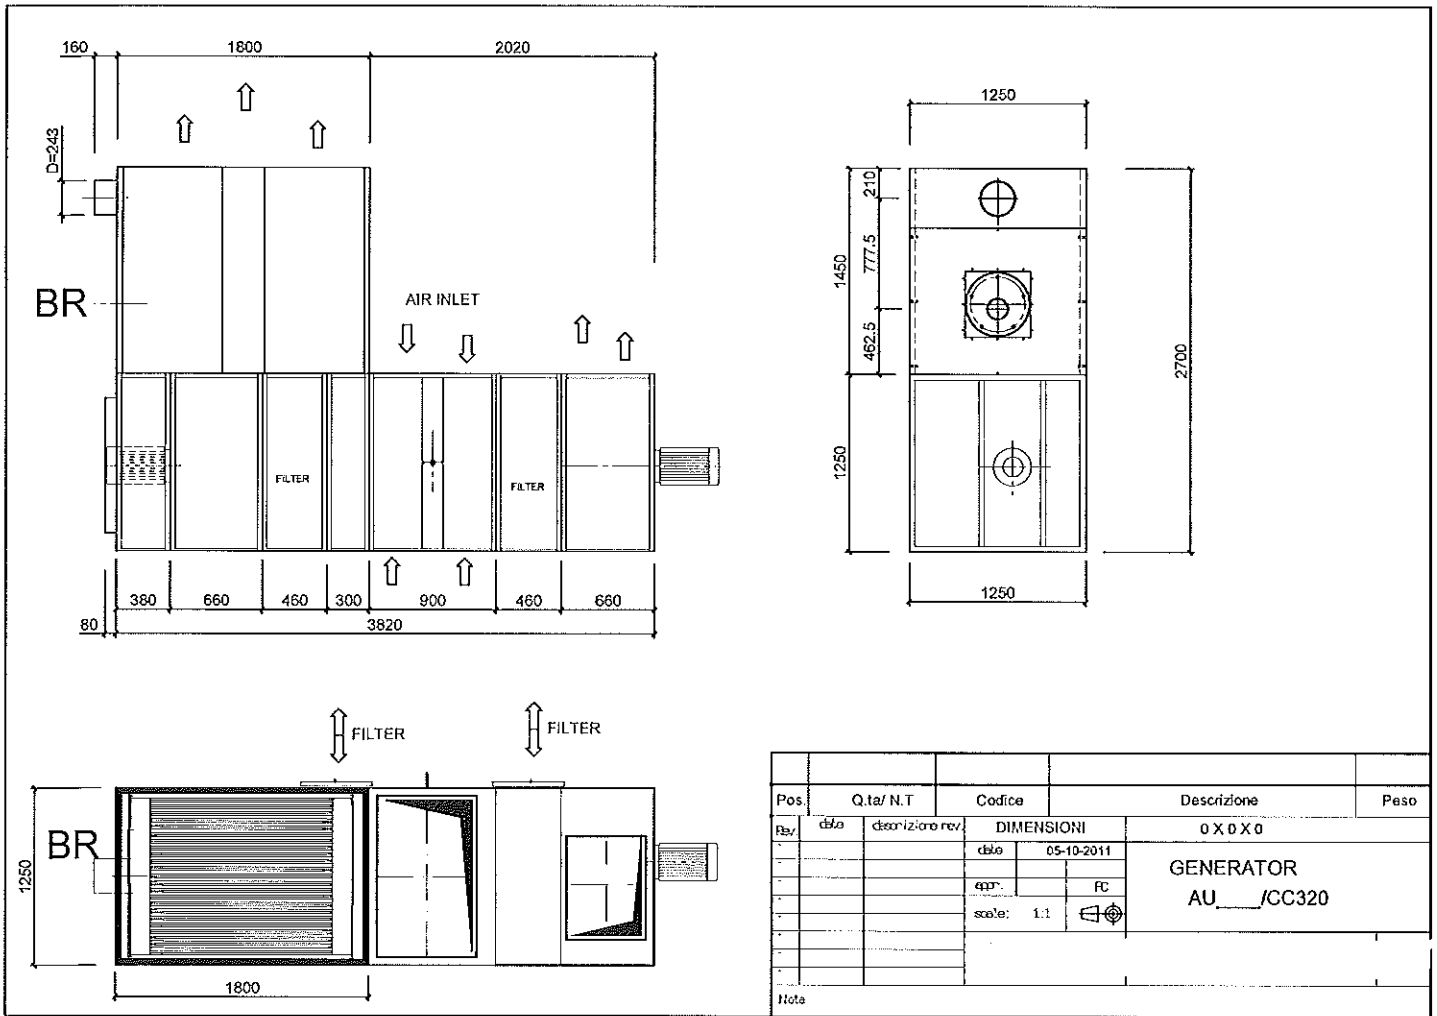 160
1800
2020
D=243
BR
AIR INLET
FILTER
FILTER
380
660
460
300
900
460
660
80
3820
1250
210
777.5
1450
462.5
1250
2700
1250
FILTER
FILTER
BR
1250
1800
Pos. Q.ta/ N.T Codice Descrizione Peso
Rev. data descrizione rev. DIMENSIONI 0 X 0 X 0
data 05-10-2011
GENERATOR
appr. FC
AU____/CC320
scale: 1:1
Note